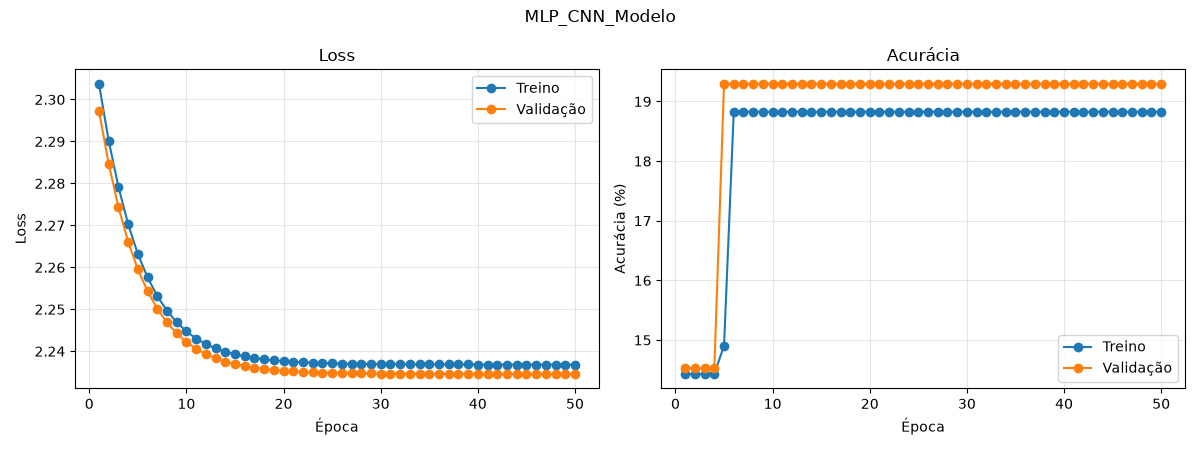 MLP_CNN_Modelo
Loss
2.30
2.29
2.28
2.27
2.26
2.25
2.24
Loss
0
10
20
30
40
50
Época
Treino
Validação
Acurácia
19
18
17
16
15
Acurácia (%)
0
10
20
30
40
50
Época
Treino
Validação